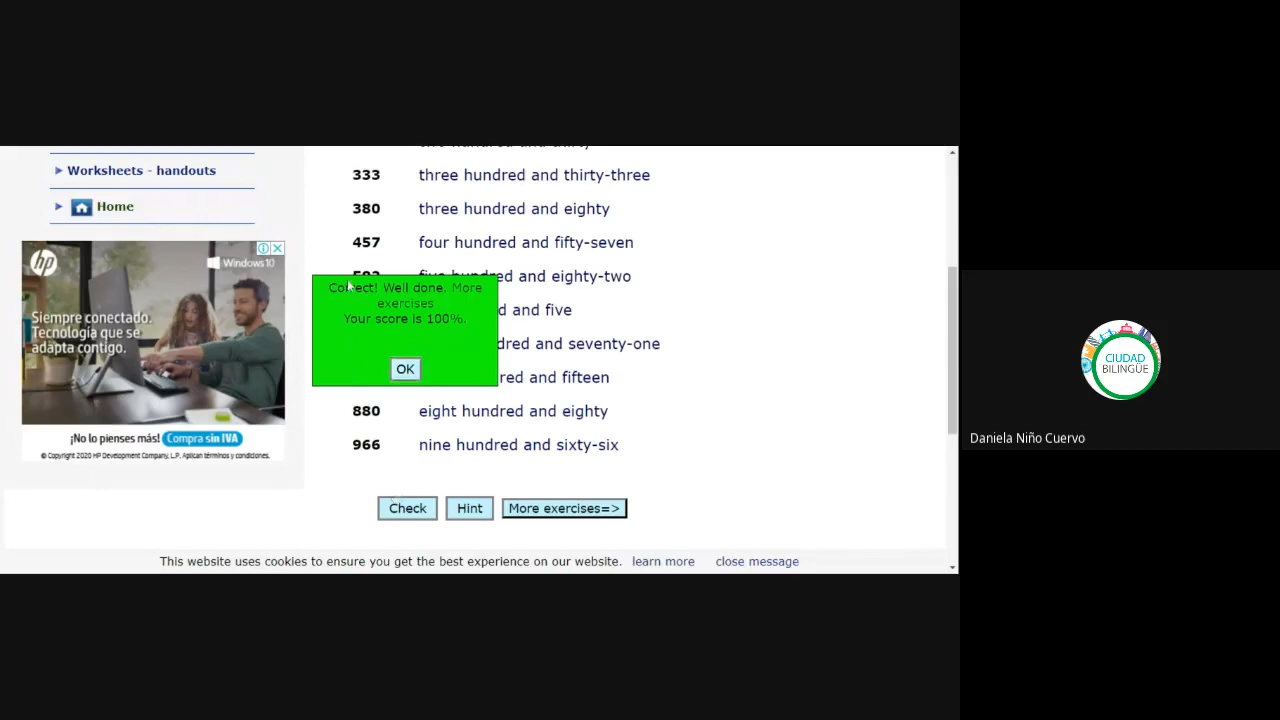 Worksheets - handouts
Home
hp
Windows 10
Siempre conectado.
Tecnología que se
adapta contigo.
¡No lo pienses más! Compra sin IVA
© Copyright 2020 HP Development Company, L.P. Aplican términos y condiciones.
333 three hundred and thirty-three
380 three hundred and eighty
457 four hundred and fifty-seven
five hundred and eighty-two
d and five
dred and seventy-one
red and fifteen
880 eight hundred and eighty
966 nine hundred and sixty-six
Correct! Well done. More
exercises
Your score is 100%.
OK
Check Hint More exercises=>
This website uses cookies to ensure you get the best experience on our website. learn more close message
CIUDAD
BILINGÜE
Daniela Niño Cuervo